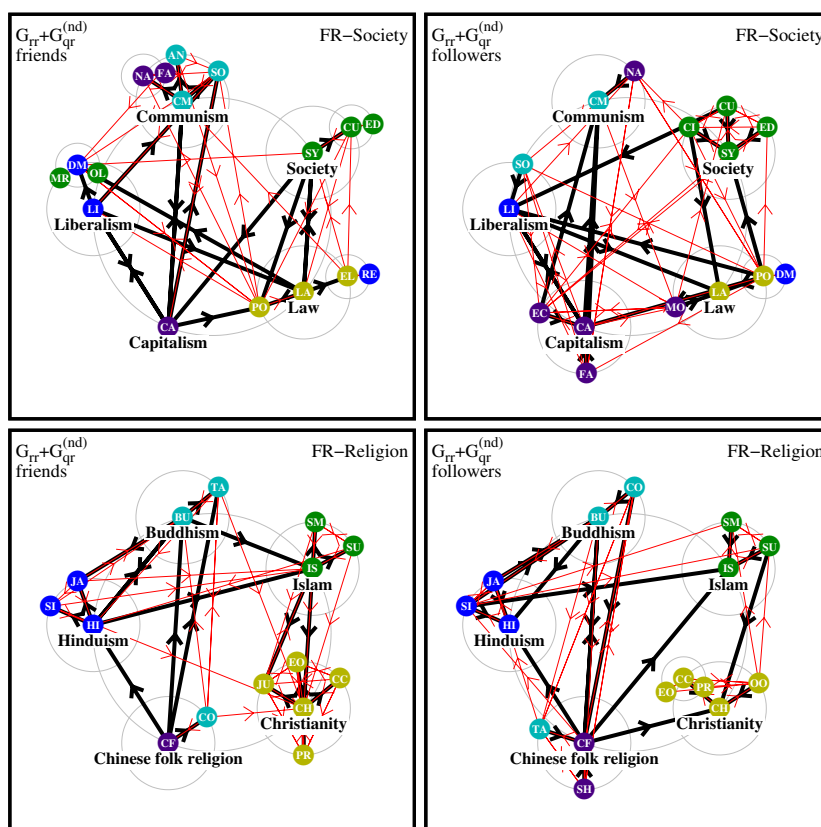 G_rr+G_qr^(nd) FR−Society
friends
AN
NA FA SO
CM
Communism
CU ED
SY
Society
DM
MR OL
LI
Liberalism
EL RE
LA
PO Law
CA
Capitalism
G_rr+G_qr^(nd) FR−Society
followers
NA
CM
Communism
CU
CI ED
SY
Society
SO
LI
Liberalism
PO DM
LA
Law
EC MO
CA
Capitalism
FA
G_rr+G_qr^(nd) FR−Religion
friends
TA
BU
Buddhism
SM
SU
IS
Islam
JA
SI
HI
Hinduism
EO
JU CC
CH
Christianity
CO
CF
Chinese folk religion
PR
G_rr+G_qr^(nd) FR−Religion
followers
CO
BU
Buddhism
SM
SU
IS
Islam
JA
SI
HI
Hinduism
CC
EO PR OO
CH
Christianity
TA
CF
Chinese folk religion
SH